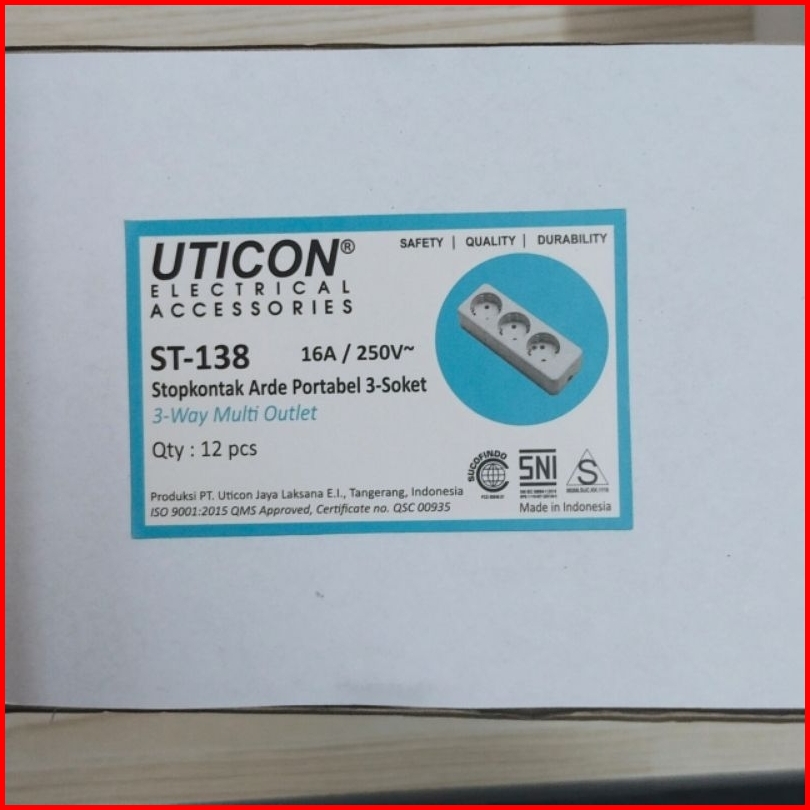 UTICON®
ELECTRICAL
ACCESSORIES
SAFETY | QUALITY | DURABILITY
ST-138
16A / 250V~
Stopkontak Arde Portabel 3-Soket
3-Way Multi Outlet
Qty : 12 pcs
SUCOFINDO
SNI
S
Produksi PT. Uticon Jaya Laksana E.I., Tangerang, Indonesia
ISO 9001:2015 QMS Approved, Certificate no. QSC 00935
Made in Indonesia